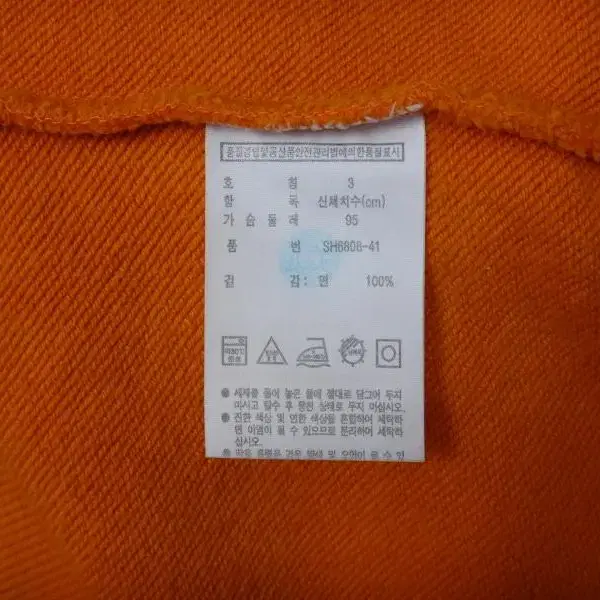 품질경영및공산품안전관리법에의한품질표시
호 칭 3
항 목 신체치수(cm)
가 슴 둘 레 95
품 번 SH6808-41
겉 감 : 면 100%
● 세제를 풀어 놓은 물에 절대로 담그어 두지
마시고 탈수 후 뭉친 상태로 두지 마십시오.
● 진한 색상 및 연한 색상을 혼합하여 세탁하
면 이염이 될 수 있으므로 분리하여 세탁하
십시오.